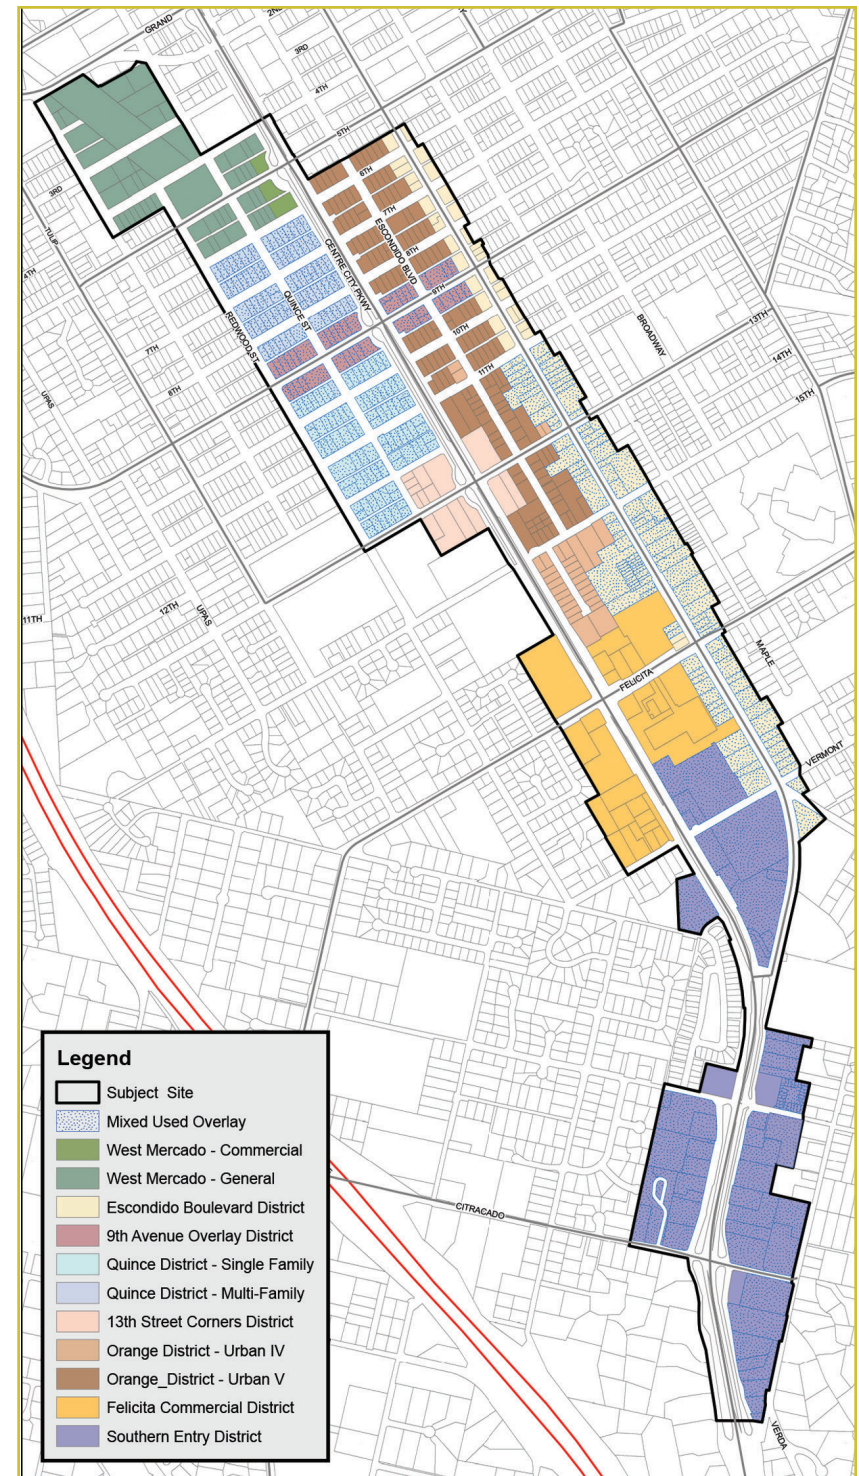 GRAND
3RD
4TH
5TH
6TH
7TH
8TH
9TH
10TH
11TH
ESCONDIDO BLVD
CENTRE CITY PKWY
QUINCE ST
REDWOOD ST
3RD
TULIP
4TH
7TH
8TH
UPAS
BROADWAY
13TH
14TH
15TH
11TH
12TH
UPAS
FELICITA
MAPLE
VERMONT
CITRACADO
VERDA
Legend
Subject Site
Mixed Used Overlay
West Mercado - Commercial
West Mercado - General
Escondido Boulevard District
9th Avenue Overlay District
Quince District - Single Family
Quince District - Multi-Family
13th Street Corners District
Orange District - Urban IV
Orange_District - Urban V
Felicita Commercial District
Southern Entry District